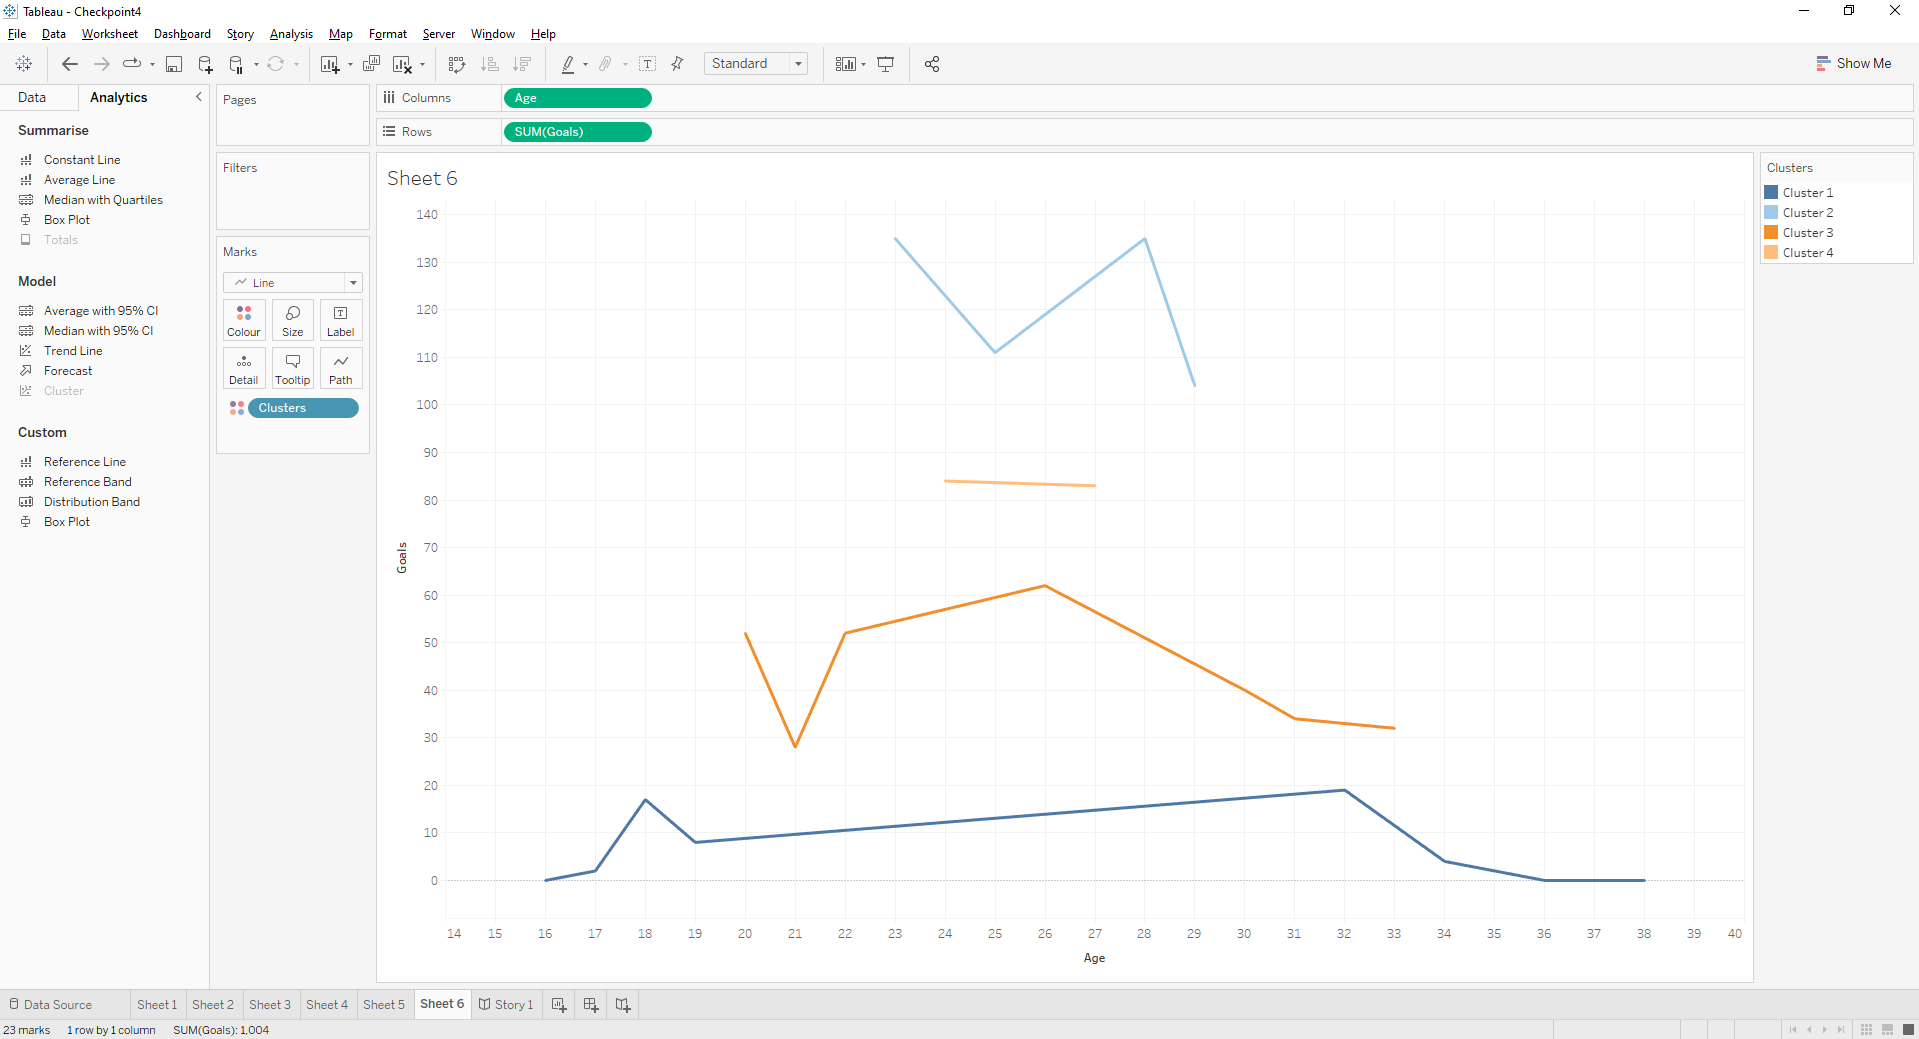 Tableau - Checkpoint4
File Data Worksheet Dashboard Story Analysis Map Format Server Window Help
Standard
Show Me
Data Analytics
Summarise
Constant Line
Average Line
Median with Quartiles
Box Plot
Totals
Model
Average with 95% CI
Median with 95% CI
Trend Line
Forecast
Cluster
Custom
Reference Line
Reference Band
Distribution Band
Box Plot
Pages
Filters
Marks
Line
Colour Size Label
Detail Tooltip Path
Clusters
Columns Age
Rows SUM(Goals)
Sheet 6
140
130
120
110
100
90
80
70
60
50
40
30
20
10
0
Goals
14 15 16 17 18 19 20 21 22 23 24 25 26 27 28 29 30 31 32 33 34 35 36 37 38 39 40
Age
Clusters
Cluster 1
Cluster 2
Cluster 3
Cluster 4
Data Source Sheet 1 Sheet 2 Sheet 3 Sheet 4 Sheet 5 Sheet 6 Story 1
23 marks 1 row by 1 column SUM(Goals): 1,004